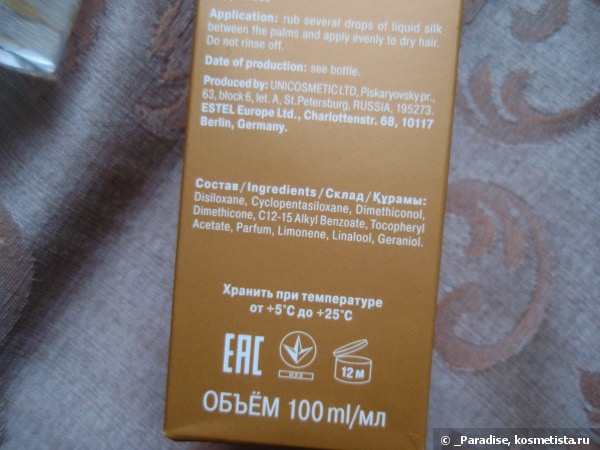 Application: rub several drops of liquid silk
between the palms and apply evenly to dry hair.
Do not rinse off.
Date of production: see bottle.
Produced by: UNICOSMETIC LTD, Piskaryovsky pr.,
63, block 6, let. A, St.Petersburg, RUSSIA, 195273.
ESTEL Europe Ltd., Charlottenstr. 68, 10117
Berlin, Germany.
Состав/Ingredients/Склад/Құрамы:
Disiloxane, Cyclopentasiloxane, Dimethiconol,
Dimethicone, C12-15 Alkyl Benzoate, Tocopheryl
Acetate, Parfum, Limonene, Linalool, Geraniol.
Хранить при температуре
от +5°С до +25°С
EAC
12 M
ОБЪЁМ 100 ml/мл
© _Paradise, kosmetista.ru